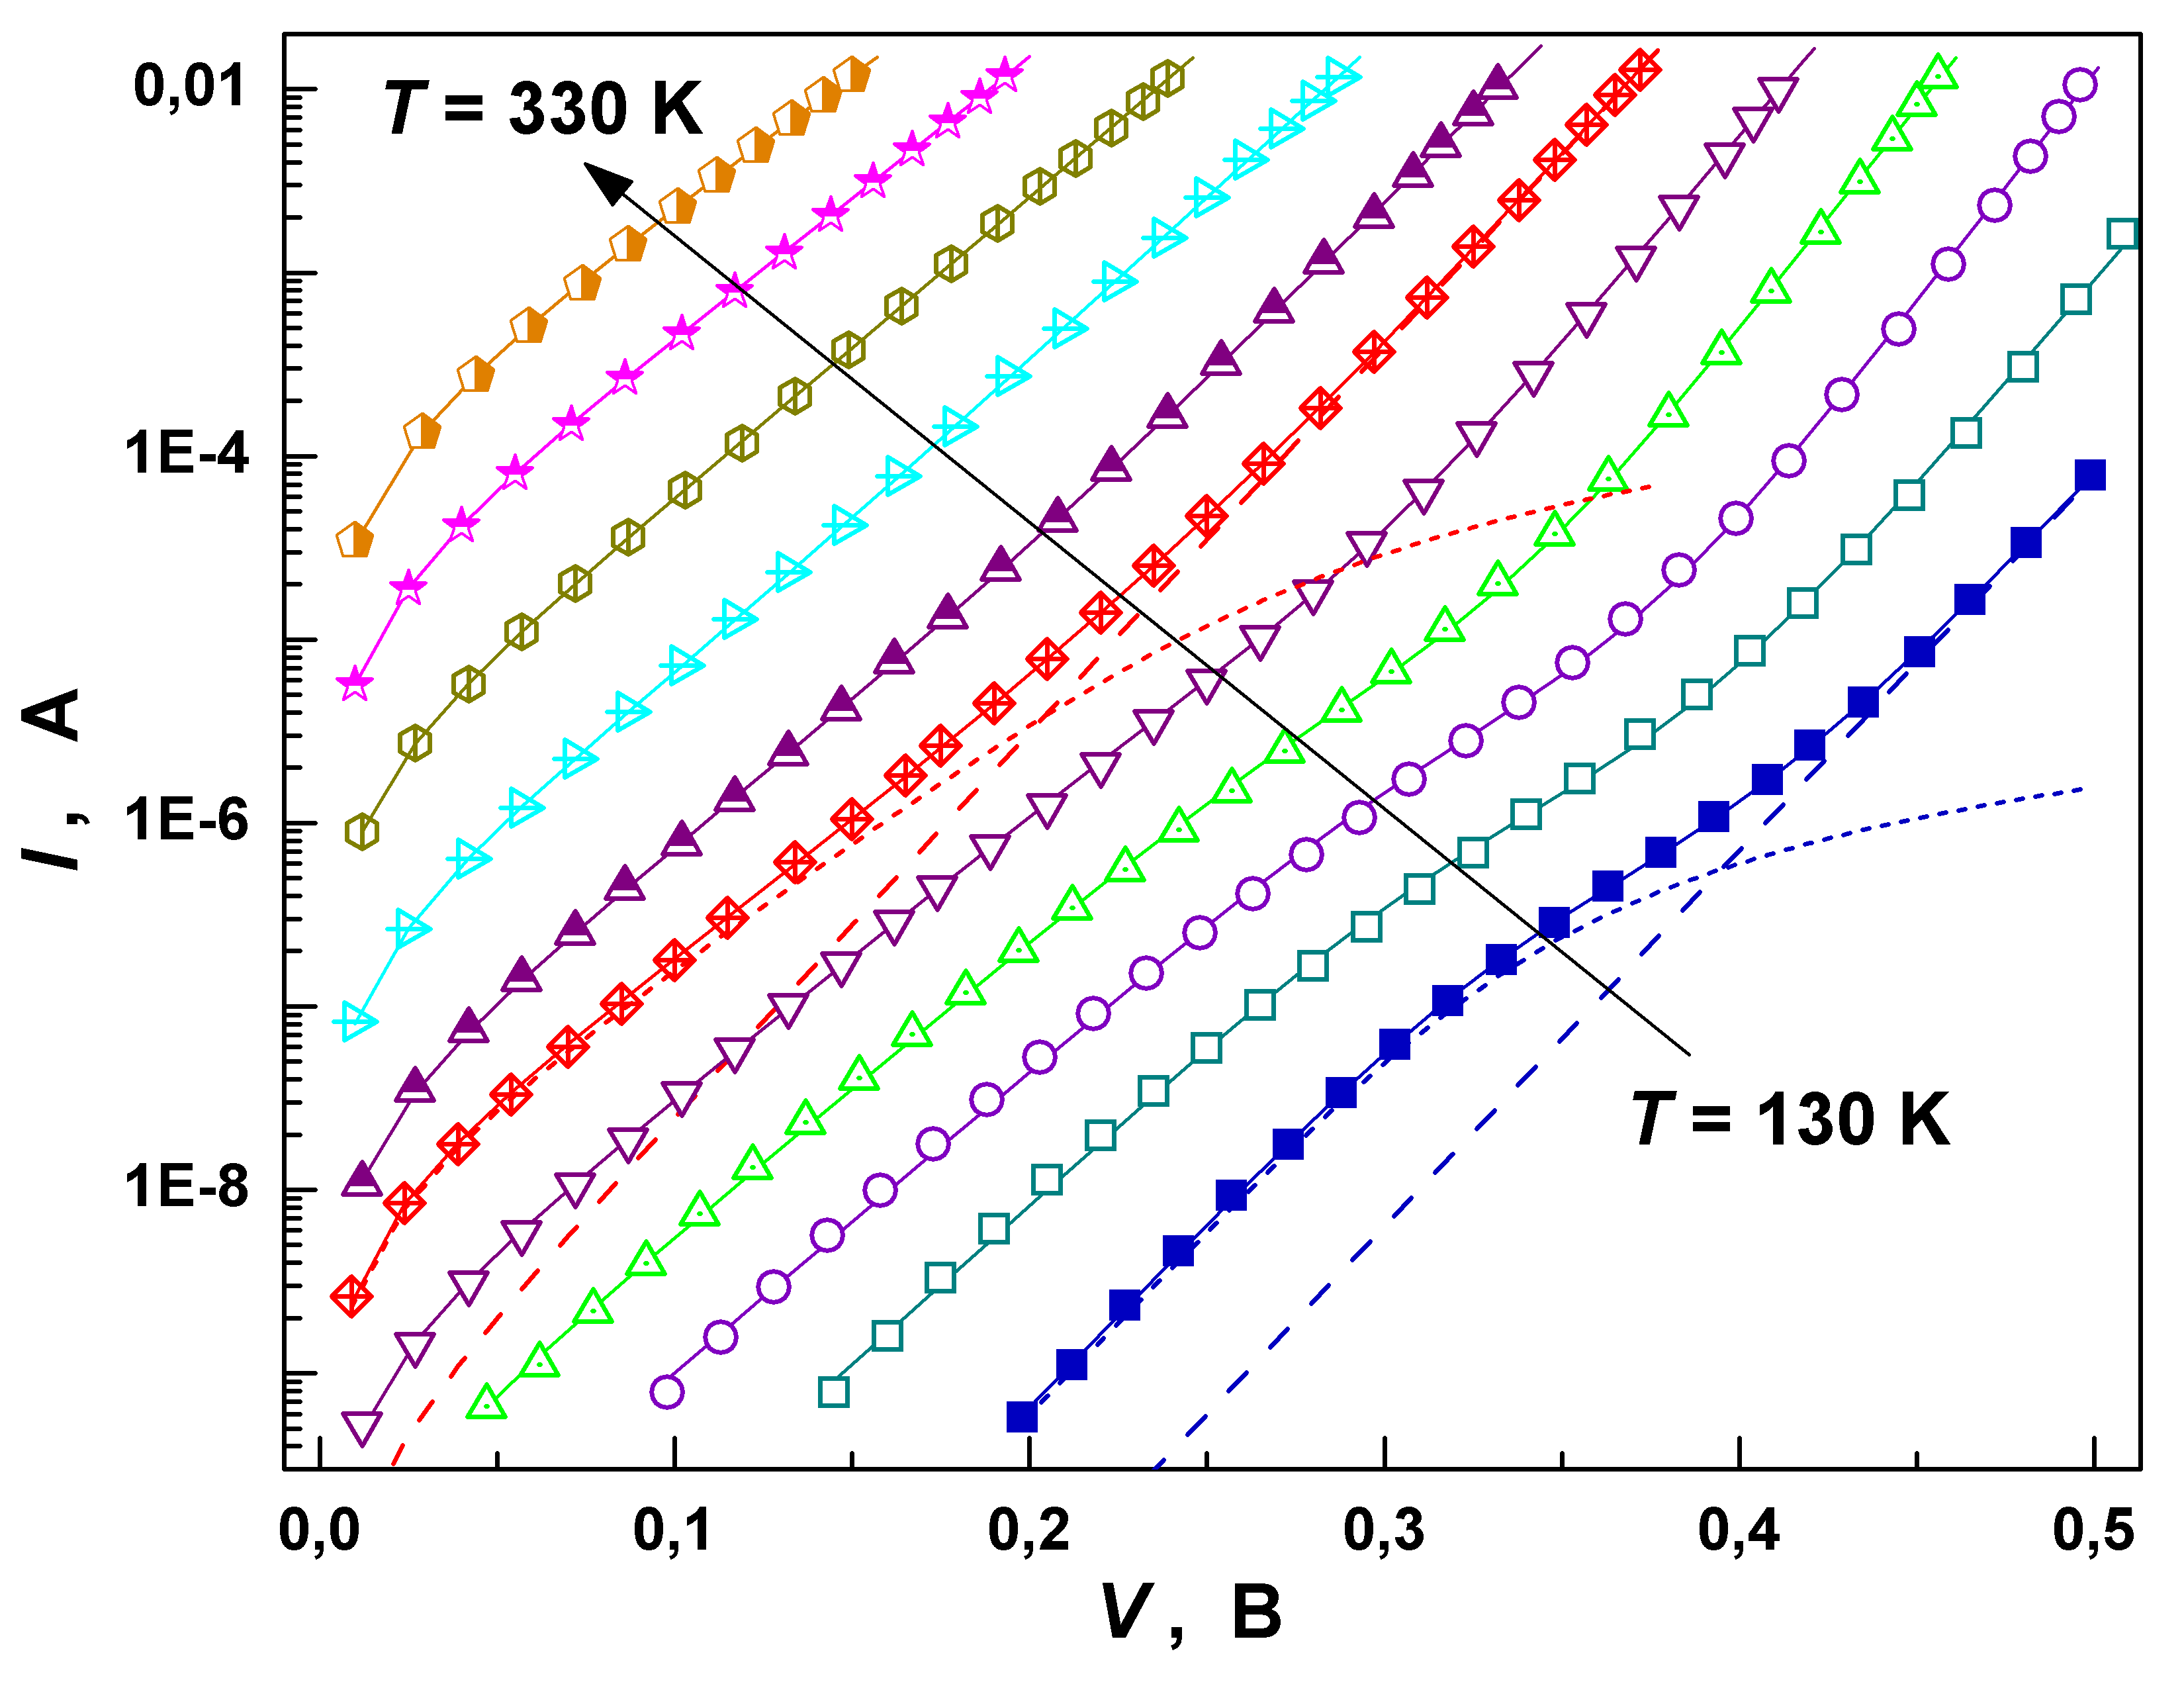 0,01
T = 330 K
1E-4
I, A
1E-6
T = 130 K
1E-8
0,0 0,1 0,2 0,3 0,4 0,5
V, В